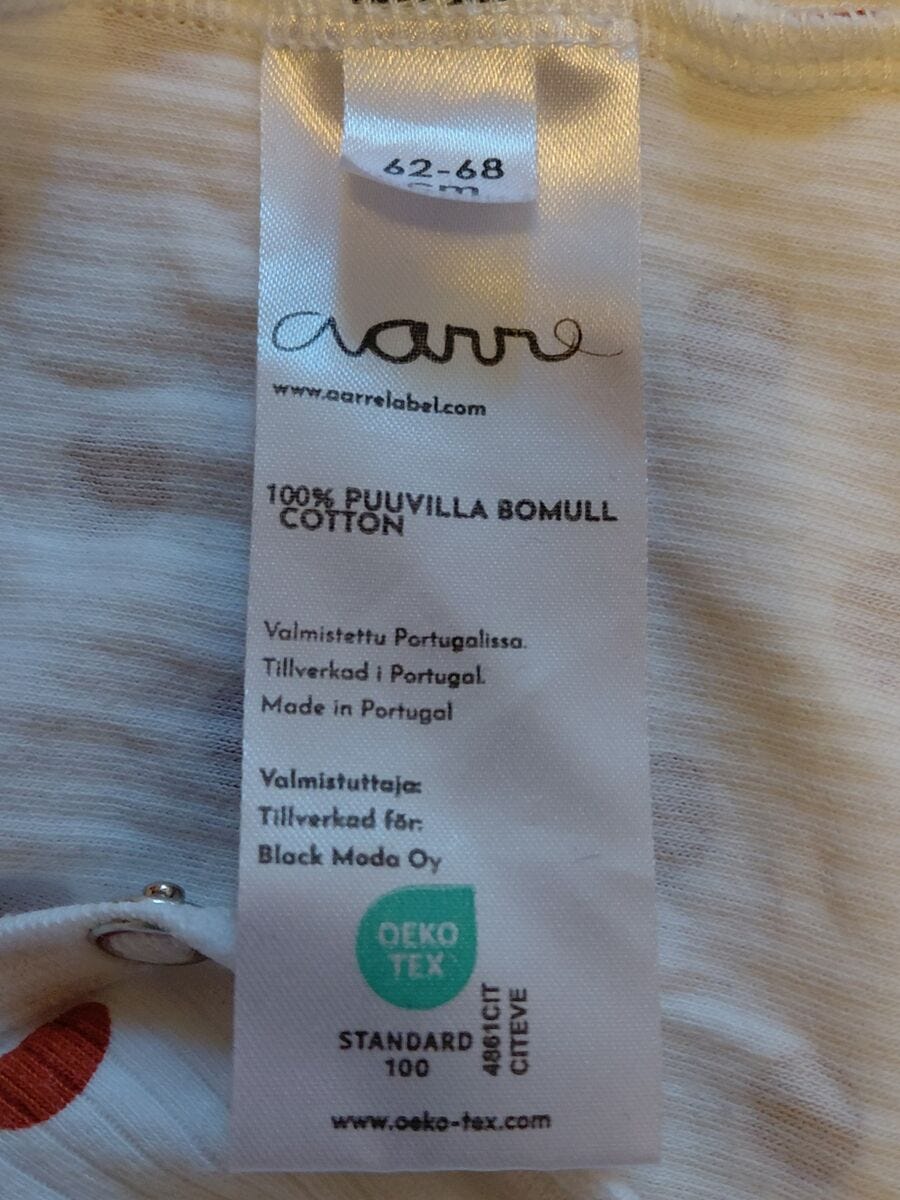 62-68
cm
aarre
www.aarrelabel.com
100% PUUVILLA BOMULL
COTTON
Valmistettu Portugalissa.
Tillverkad i Portugal.
Made in Portugal
Valmistuttaja:
Tillverkad för:
Black Moda Oy
OEKO
TEX
STANDARD
100
4861CIT
CITEVE
www.oeko-tex.com